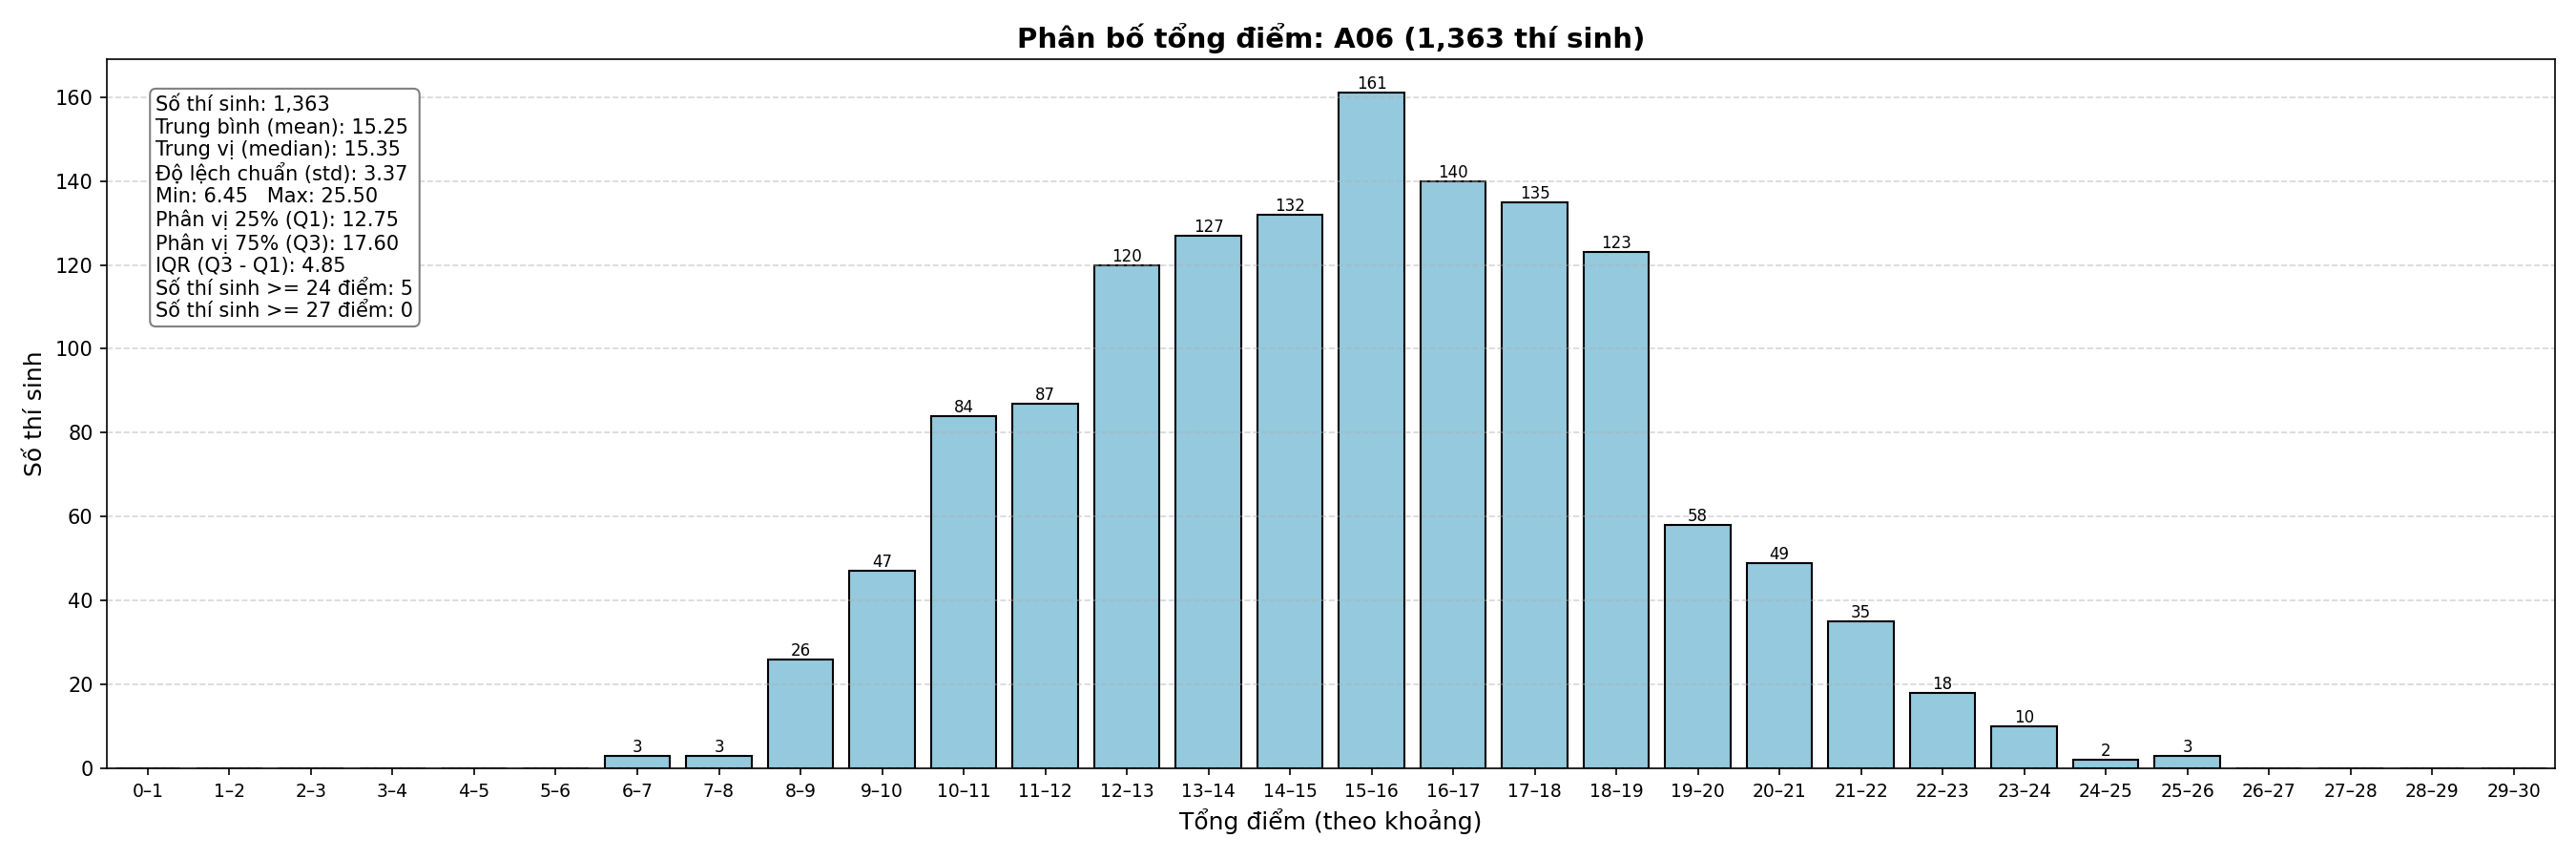 Phân bố tổng điểm: A06 (1,363 thí sinh)
Số thí sinh: 1,363
Trung bình (mean): 15.25
Trung vị (median): 15.35
Độ lệch chuẩn (std): 3.37
Min: 6.45   Max: 25.50
Phân vị 25% (Q1): 12.75
Phân vị 75% (Q3): 17.60
IQR (Q3 - Q1): 4.85
Số thí sinh >= 24 điểm: 5
Số thí sinh >= 27 điểm: 0
Số thí sinh
160
140
120
100
80
60
40
20
0
3
3
26
47
84
87
120
127
132
161
140
135
123
58
49
35
18
10
2
3
0–1 1–2 2–3 3–4 4–5 5–6 6–7 7–8 8–9 9–10 10–11 11–12 12–13 13–14 14–15 15–16 16–17 17–18 18–19 19–20 20–21 21–22 22–23 23–24 24–25 25–26 26–27 27–28 28–29 29–30
Tổng điểm (theo khoảng)